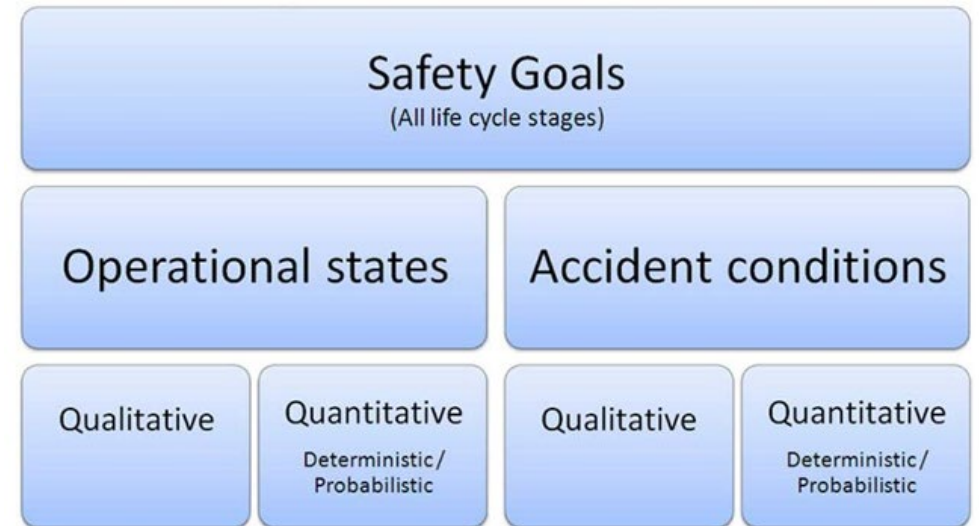 Safety Goals
(All life cycle stages)
Operational states
Accident conditions
Qualitative
Quantitative
Deterministic/
Probabilistic
Qualitative
Quantitative
Deterministic/
Probabilistic